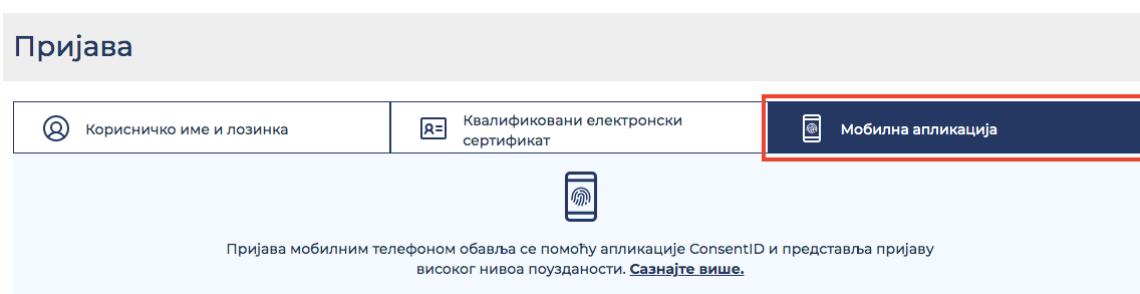 Пријава
Корисничко име и лозинка
Квалификовани електронски
сертификат
Мобилна апликација
Пријава мобилним телефоном обавља се помоћу апликације ConsentID и представља пријаву
високог нивоа поузданости. Сазнајте више.